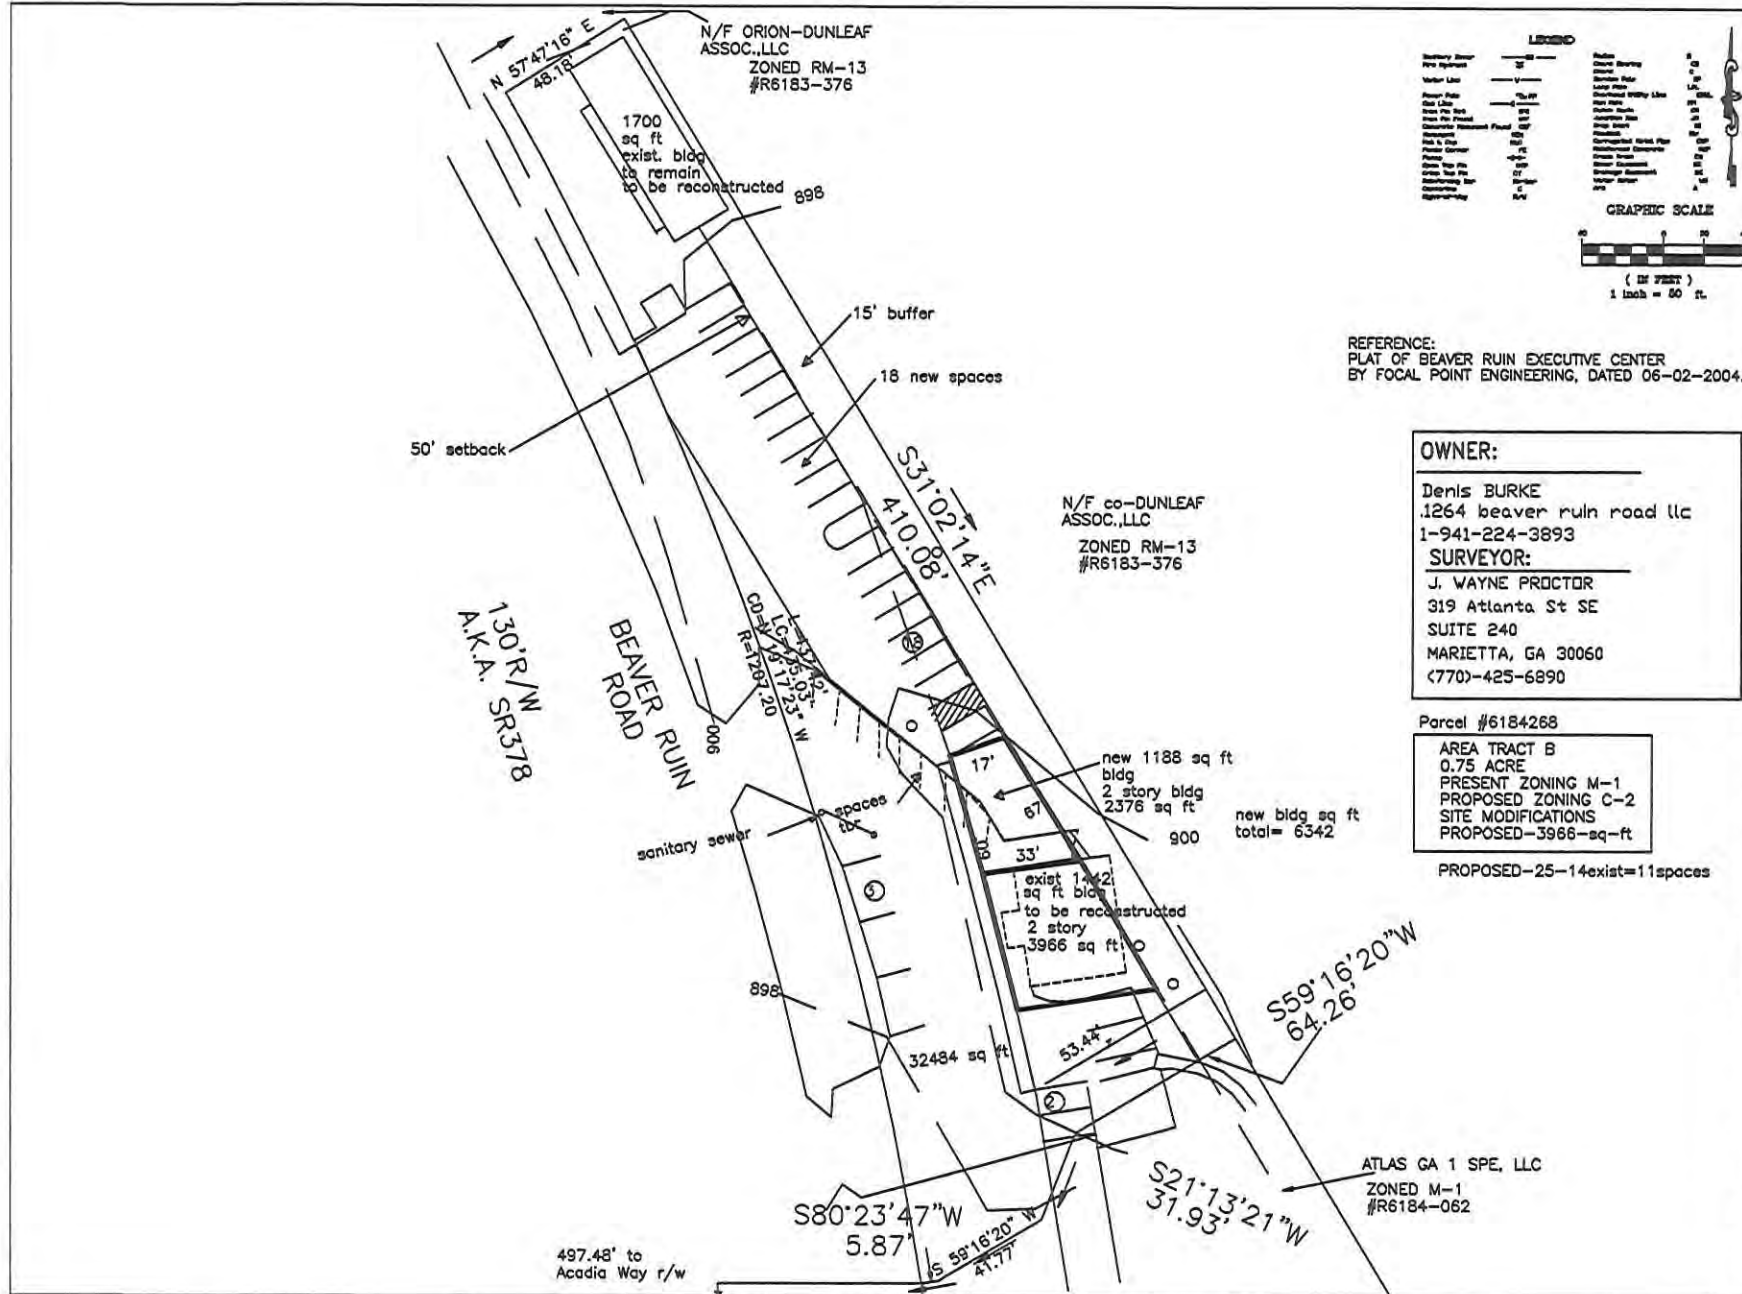 N/F ORION-DUNLEAF
ASSOC.,LLC
ZONED RM-13
#R6183-376
N 57°47'16" E
48.18'
1700
sq ft
exist. bldg
to remain
to be reconstructed
898
15' buffer
18 new spaces
50' setback
S31°02'14"E
410.08'
N/F co-DUNLEAF
ASSOC.,LLC
ZONED RM-13
#R6183-376
LEGEND
Water Line
GRAPHIC SCALE
( IN FEET )
REFERENCE:
PLAT OF BEAVER RUIN EXECUTIVE CENTER
BY FOCAL POINT ENGINEERING, DATED 06-02-2004.
OWNER:
Denis BURKE
.1264 beaver ruin road llc
1-941-224-3893
SURVEYOR:
J. WAYNE PROCTOR
319 Atlanta St SE
SUITE 240
MARIETTA, GA 30060
(770)-425-6890
Parcel #6184268
AREA TRACT B
0.75 ACRE
PRESENT ZONING M-1
PROPOSED ZONING C-2
SITE MODIFICATIONS
PROPOSED-3966-sq-ft
PROPOSED-25-14exist=11spaces
130'R/W
A.K.A. SR378
BEAVER RUIN
ROAD
900
R=1207.20
sanitary sewer
spaces
tbr
17'
67
60
33'
new 1188 sq ft
bldg
2 story bldg
2376 sq ft
900
new bldg sq ft
total= 6342
exist 1442
sq ft bldg
to be reconstructed
2 story
3966 sq ft
898
32484 sq ft
53.44'
2
S59°16'20"W
64.26'
S21°13'21"W
31.93'
S80°23'47"W
5.87'
S 59°16'20" W
41.77'
497.48' to
Acadia Way r/w
ATLAS GA 1 SPE, LLC
ZONED M-1
#R6184-062